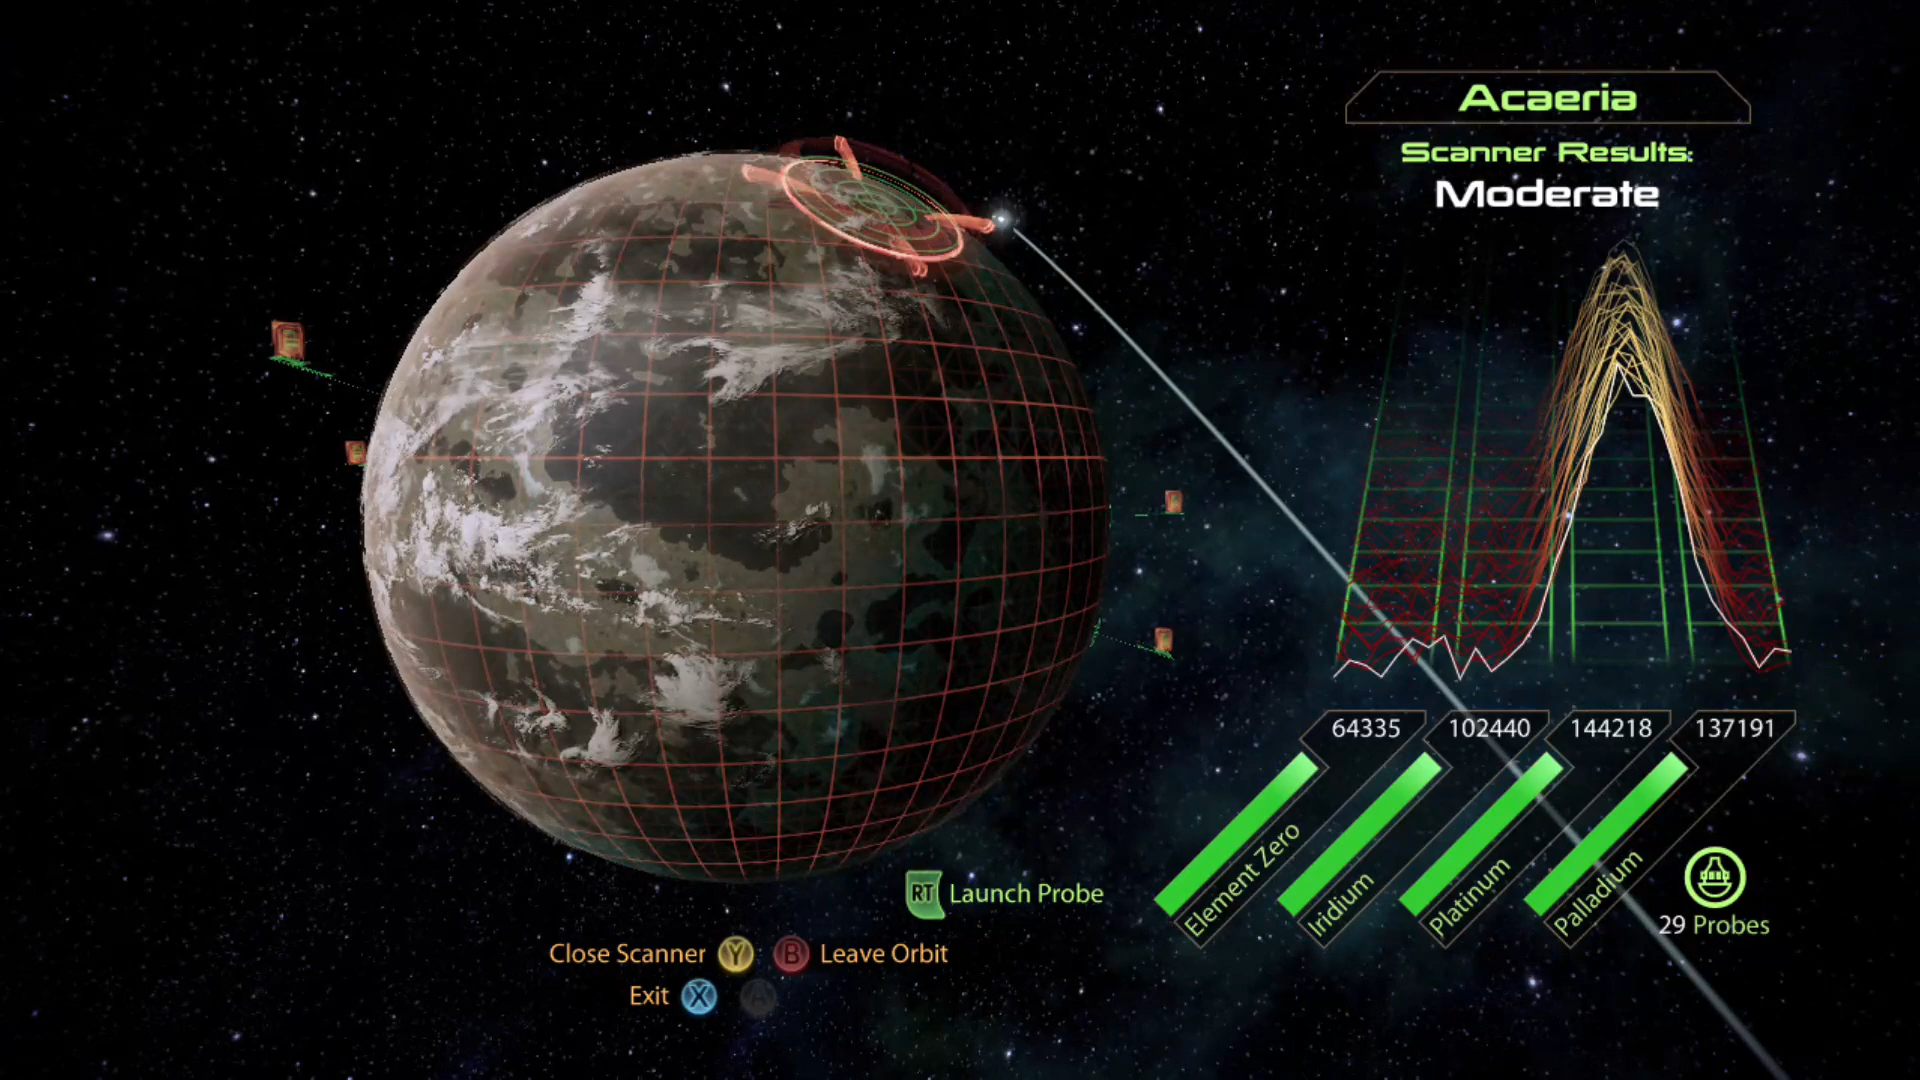 Acaeria
Scanner Results:
Moderate
64335 102440 144218 137191
Element Zero
Iridium
Platinum
Palladium
29 Probes
RT Launch Probe
Close Scanner Y B Leave Orbit
Exit X A